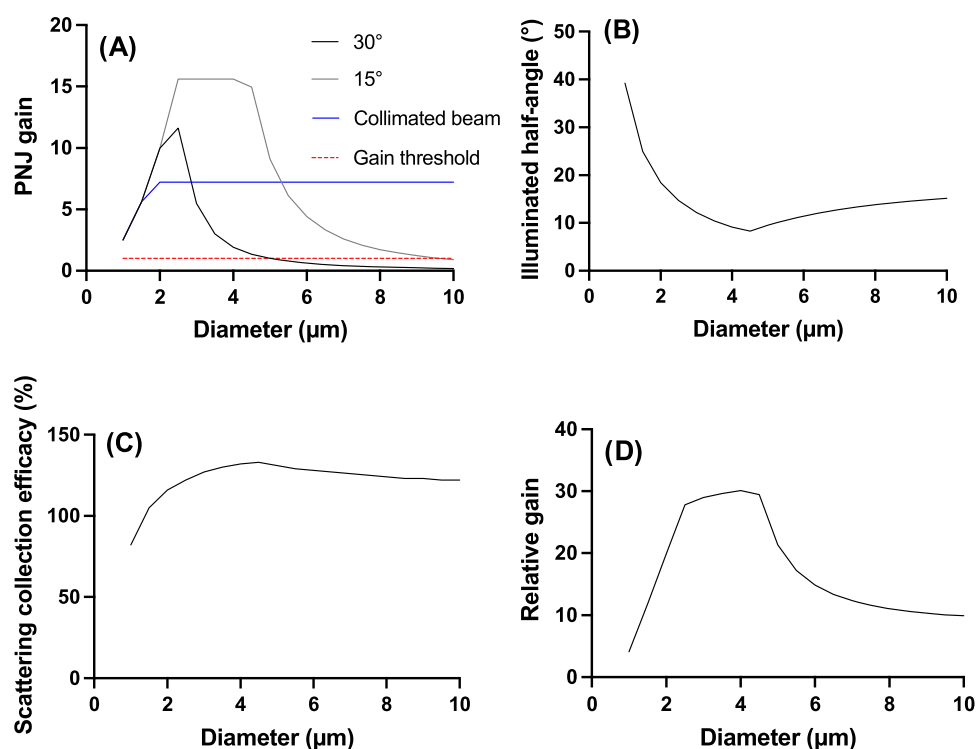 (A)
PNJ gain
20
15
10
5
0
0 2 4 6 8 10
Diameter (µm)
30°
15°
Collimated beam
Gain threshold
(B)
Illuminated half-angle (°)
50
40
30
20
10
0
0 2 4 6 8 10
Diameter (µm)
(C)
Scattering collection efficacy (%)
150
100
50
0
0 2 4 6 8 10
Diameter (µm)
(D)
Relative gain
40
30
20
10
0
0 2 4 6 8 10
Diameter (µm)